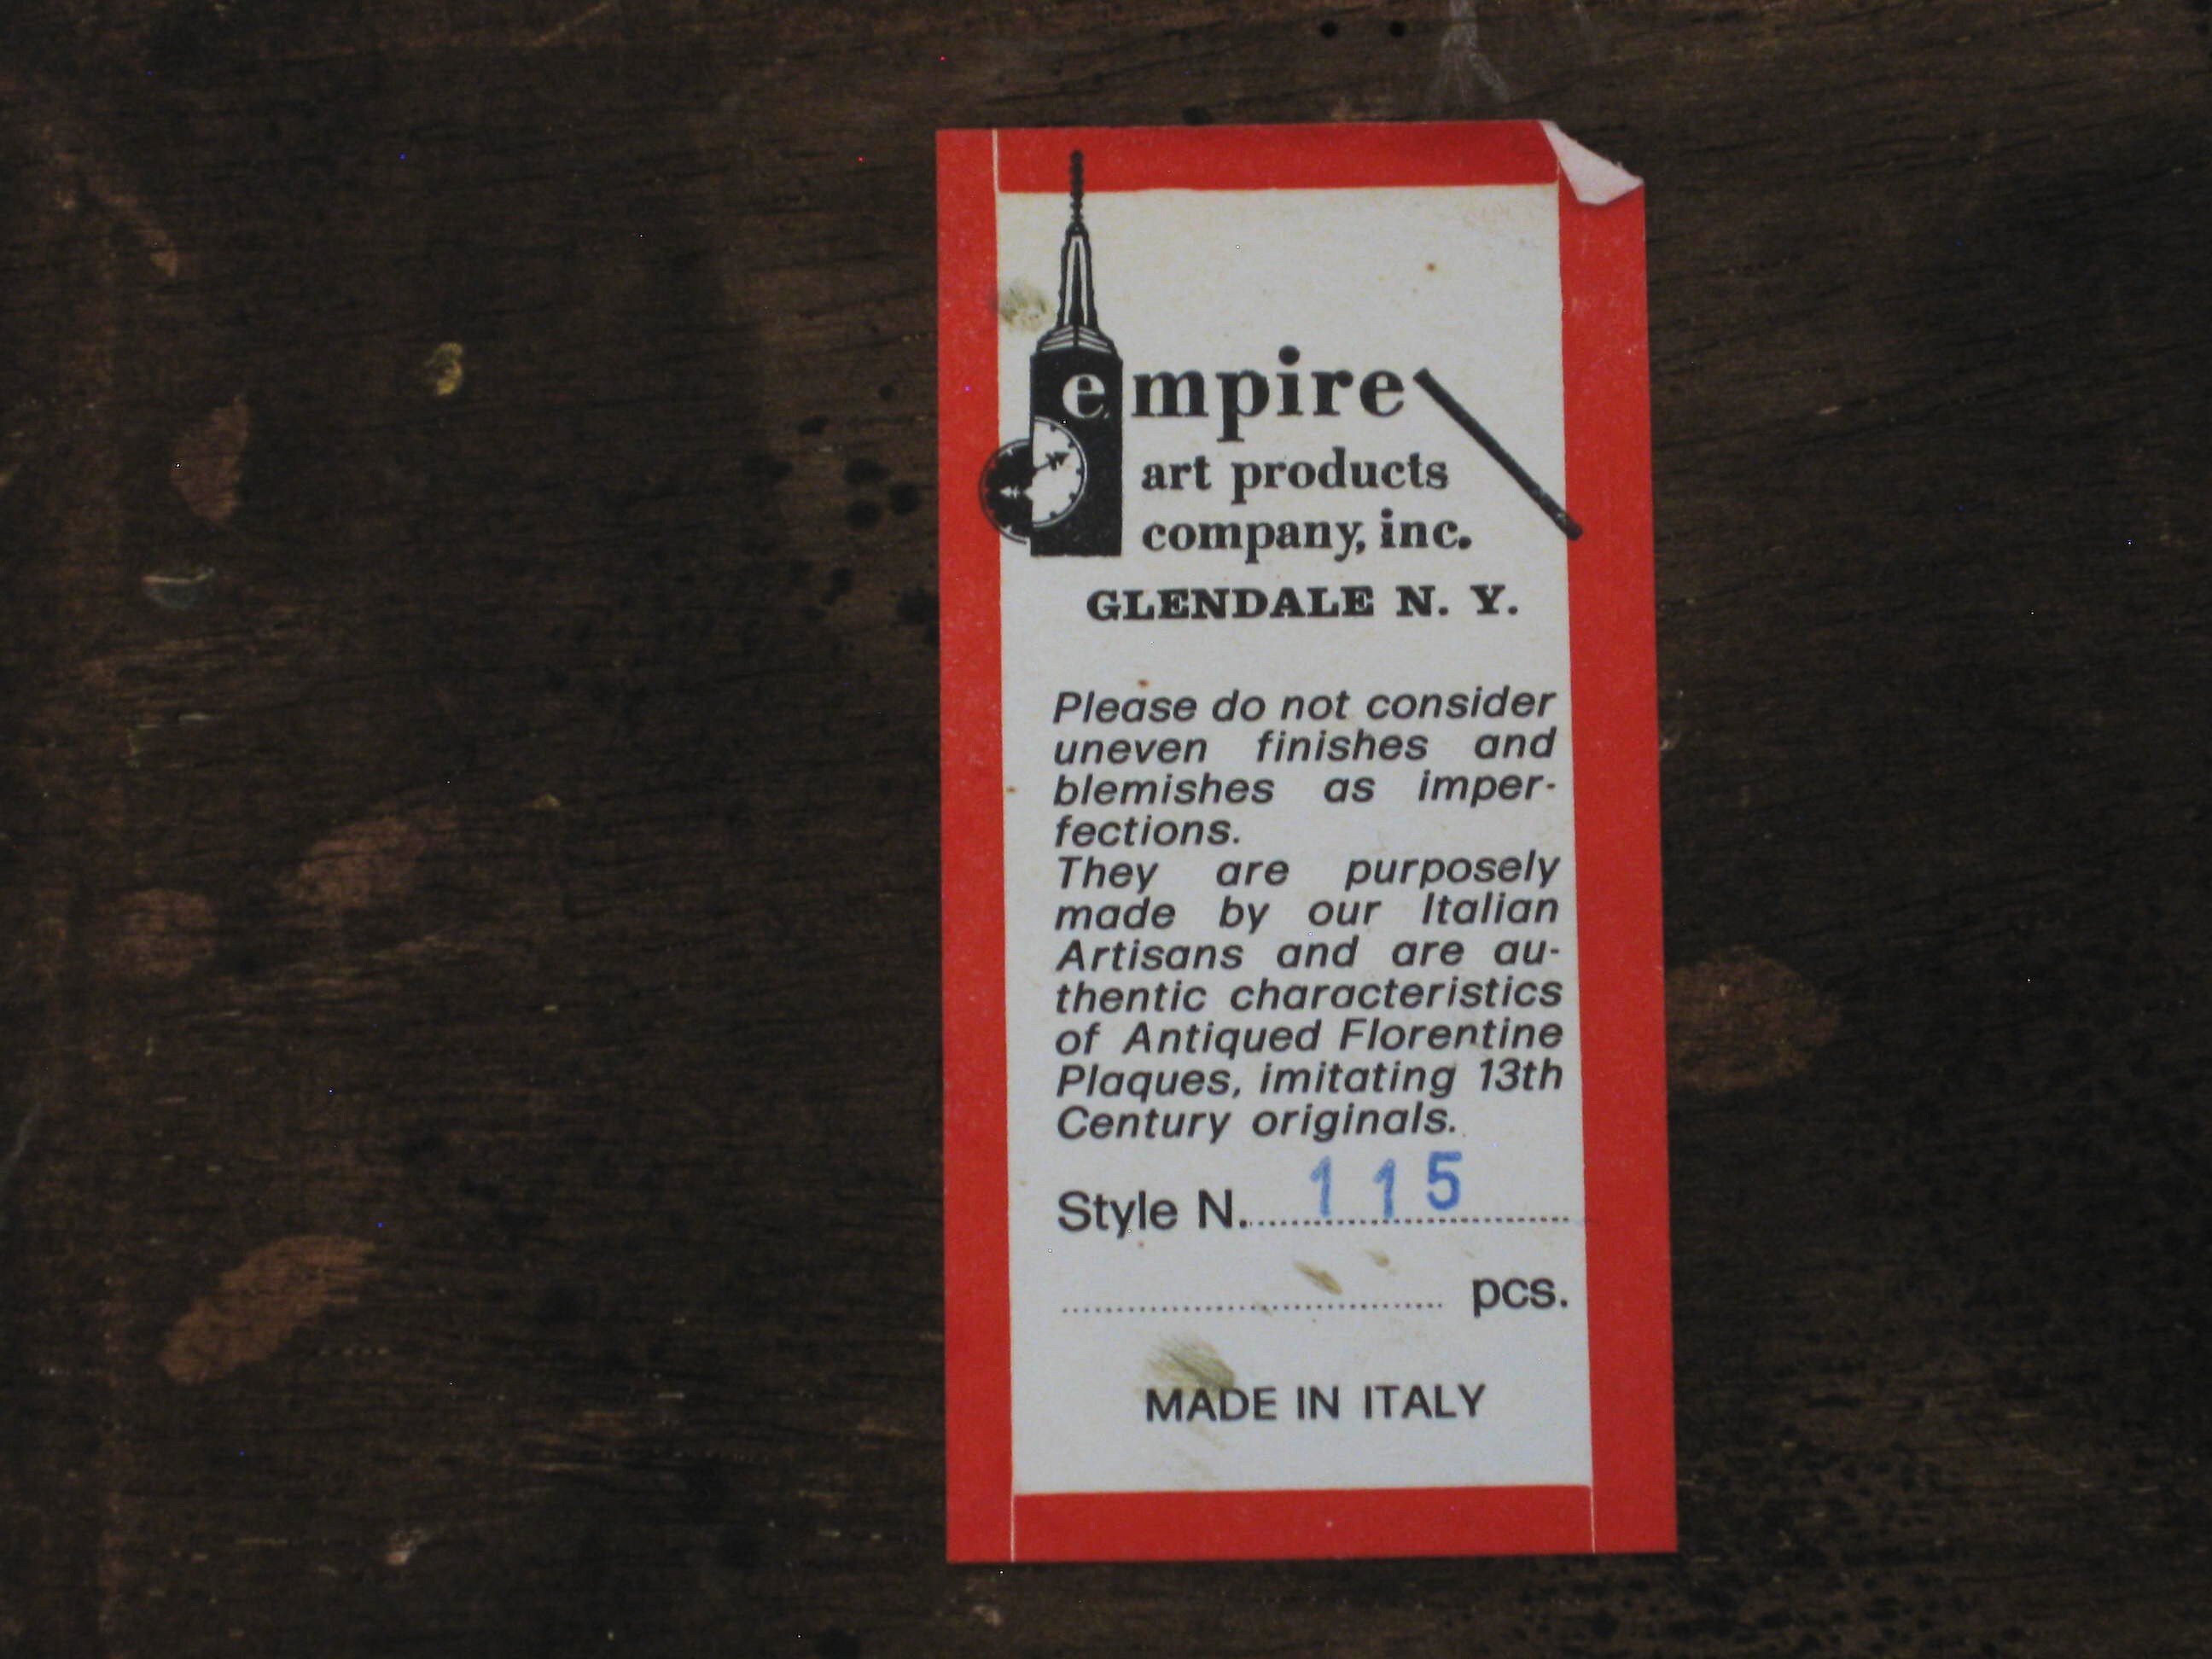 empire
art products
company, inc.
GLENDALE N. Y.
Please do not consider
uneven finishes and
blemishes as imper-
fections.
They are purposely
made by our Italian
Artisans and are au-
thentic characteristics
of Antiqued Florentine
Plaques, imitating 13th
Century originals.
Style N. 115
pcs.
MADE IN ITALY